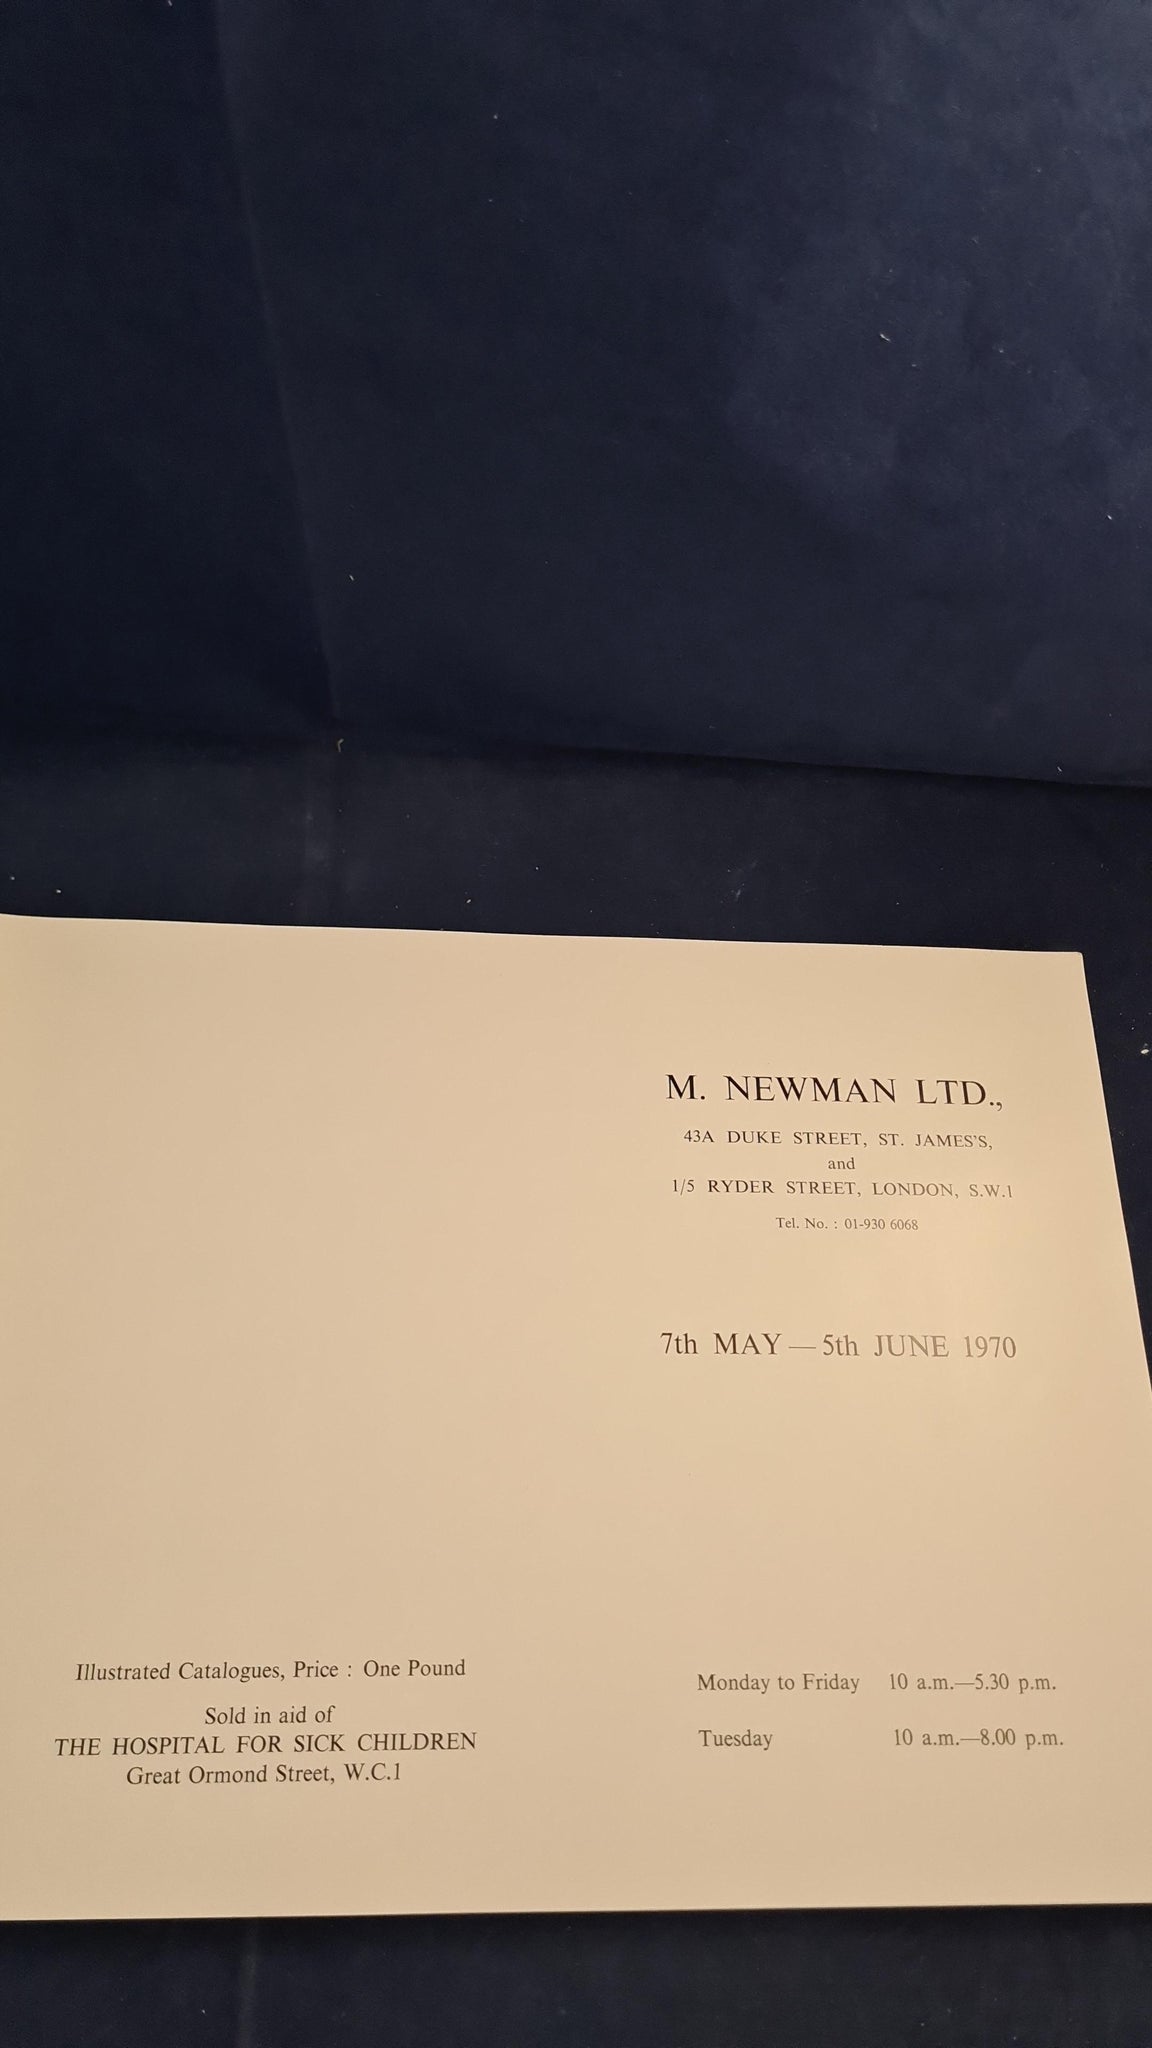 M. NEWMAN LTD.,
43A DUKE STREET, ST. JAMES'S,
and
1/5 RYDER STREET, LONDON, S.W.1
Tel. No. : 01-930 6068
7th MAY — 5th JUNE 1970
Illustrated Catalogues, Price : One Pound
Sold in aid of
THE HOSPITAL FOR SICK CHILDREN
Great Ormond Street, W.C.1
Monday to Friday 10 a.m.—5.30 p.m.
Tuesday 10 a.m.—8.00 p.m.